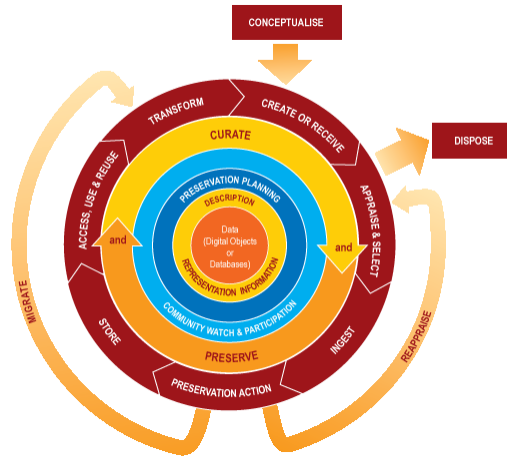 CONCEPTUALISE
DISPOSE
TRANSFORM
CREATE OR RECEIVE
APPRAISE & SELECT
INGEST
PRESERVATION ACTION
STORE
ACCESS, USE & REUSE
CURATE
and
and
PRESERVE
COMMUNITY WATCH & PARTICIPATION
PRESERVATION PLANNING
DESCRIPTION
REPRESENTATION INFORMATION
Data
(Digital Objects
or
Databases)
MIGRATE
REAPPRAISE